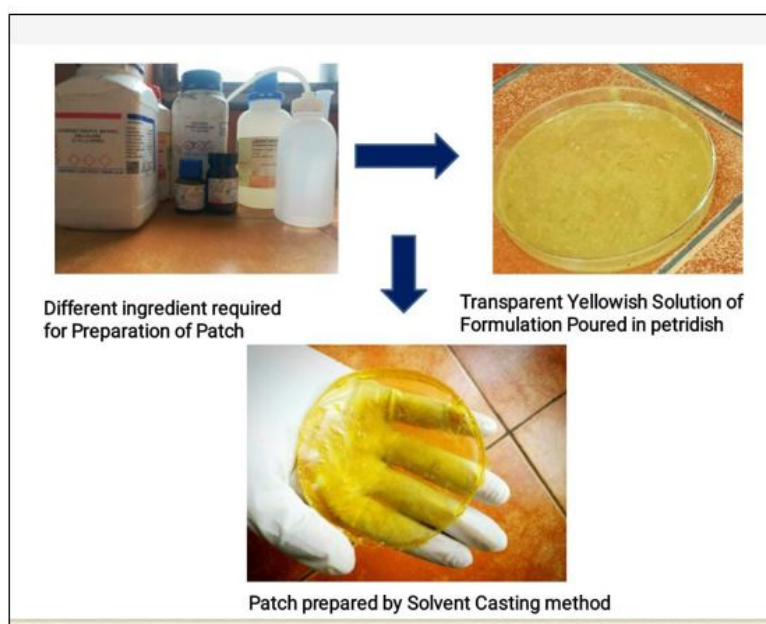 Different ingredient required
for Preparation of Patch
Transparent Yellowish Solution of
Formulation Poured in petridish
Patch prepared by Solvent Casting method